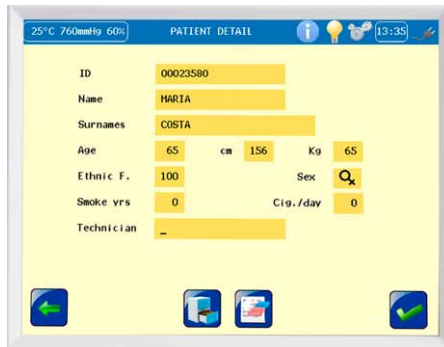 25°C 760mmHg 60% PATIENT DETAIL 13:35
ID 00023580
Name MARIA
Surnames COSTA
Age 65 cm 156 Kg 65
Ethnic F. 100 Sex
Smoke yrs 0 Cig./day 0
Technician _